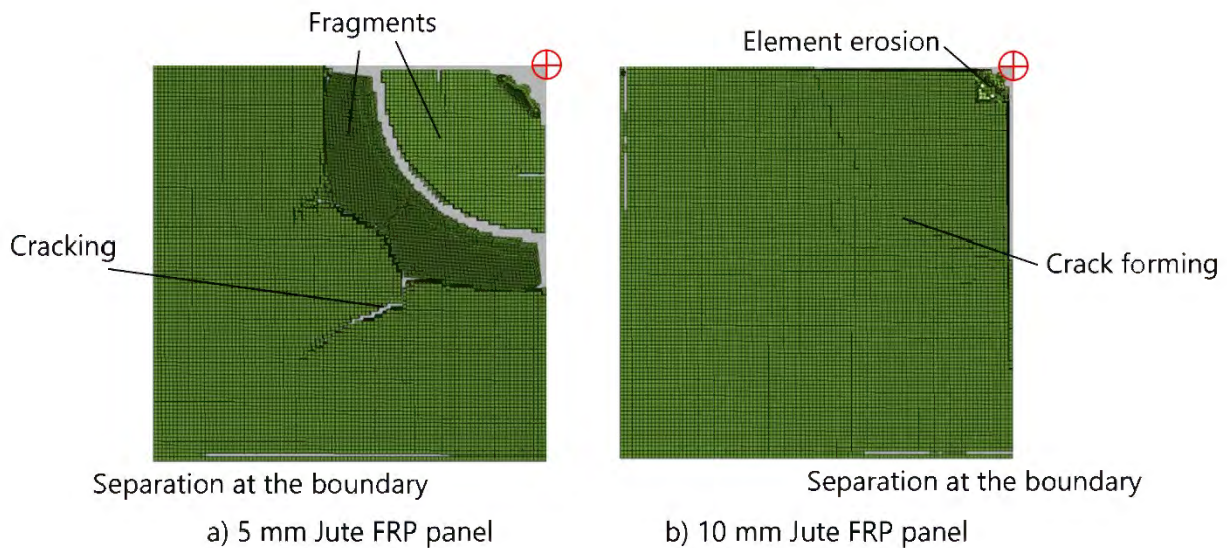 Fragments
Element erosion
Cracking
Crack forming
Separation at the boundary
Separation at the boundary
a) 5 mm Jute FRP panel
b) 10 mm Jute FRP panel